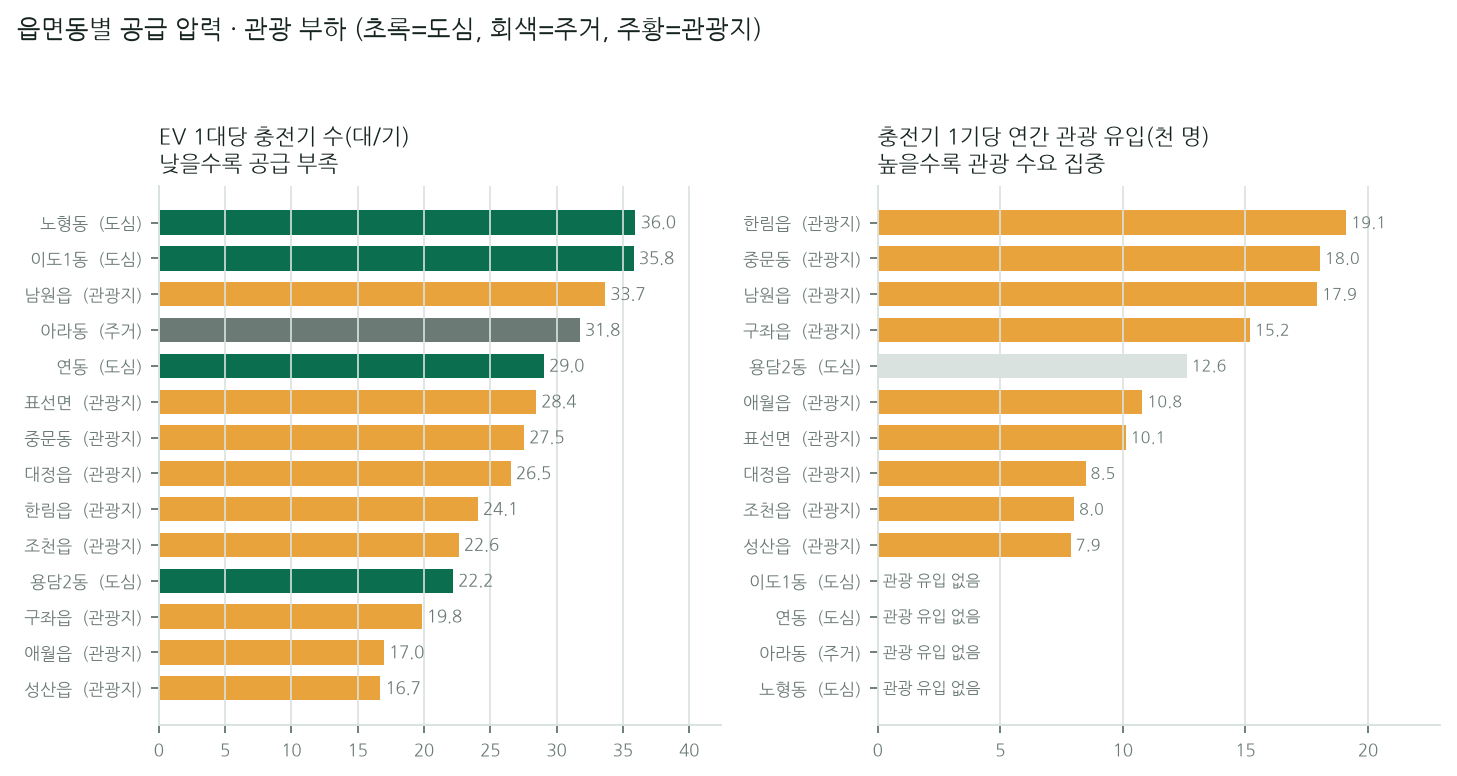 읍면동별 공급 압력 · 관광 부하 (초록=도심, 회색=주거, 주황=관광지)
EV 1대당 충전기 수(대/기)
낮을수록 공급 부족
노형동 (도심) 36.0
이도1동 (도심) 35.8
남원읍 (관광지) 33.7
아라동 (주거) 31.8
연동 (도심) 29.0
표선면 (관광지) 28.4
중문동 (관광지) 27.5
대정읍 (관광지) 26.5
한림읍 (관광지) 24.1
조천읍 (관광지) 22.6
용담2동 (도심) 22.2
구좌읍 (관광지) 19.8
애월읍 (관광지) 17.0
성산읍 (관광지) 16.7
0 5 10 15 20 25 30 35 40
충전기 1기당 연간 관광 유입(천 명)
높을수록 관광 수요 집중
한림읍 (관광지) 19.1
중문동 (관광지) 18.0
남원읍 (관광지) 17.9
구좌읍 (관광지) 15.2
용담2동 (도심) 12.6
애월읍 (관광지) 10.8
표선면 (관광지) 10.1
대정읍 (관광지) 8.5
조천읍 (관광지) 8.0
성산읍 (관광지) 7.9
이도1동 (도심) 관광 유입 없음
연동 (도심) 관광 유입 없음
아라동 (주거) 관광 유입 없음
노형동 (도심) 관광 유입 없음
0 5 10 15 20